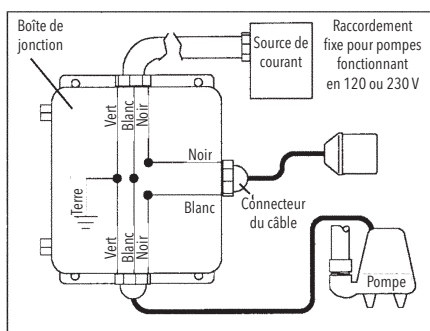 Boîte de
jonction
Source de
courant
Raccordement
fixe pour pompes
fonctionnant
en 120 ou 230 V
Vert
Blanc
Noir
Noir
Terre
Blanc
Connecteur
du câble
Vert
Blanc
Noir
Pompe